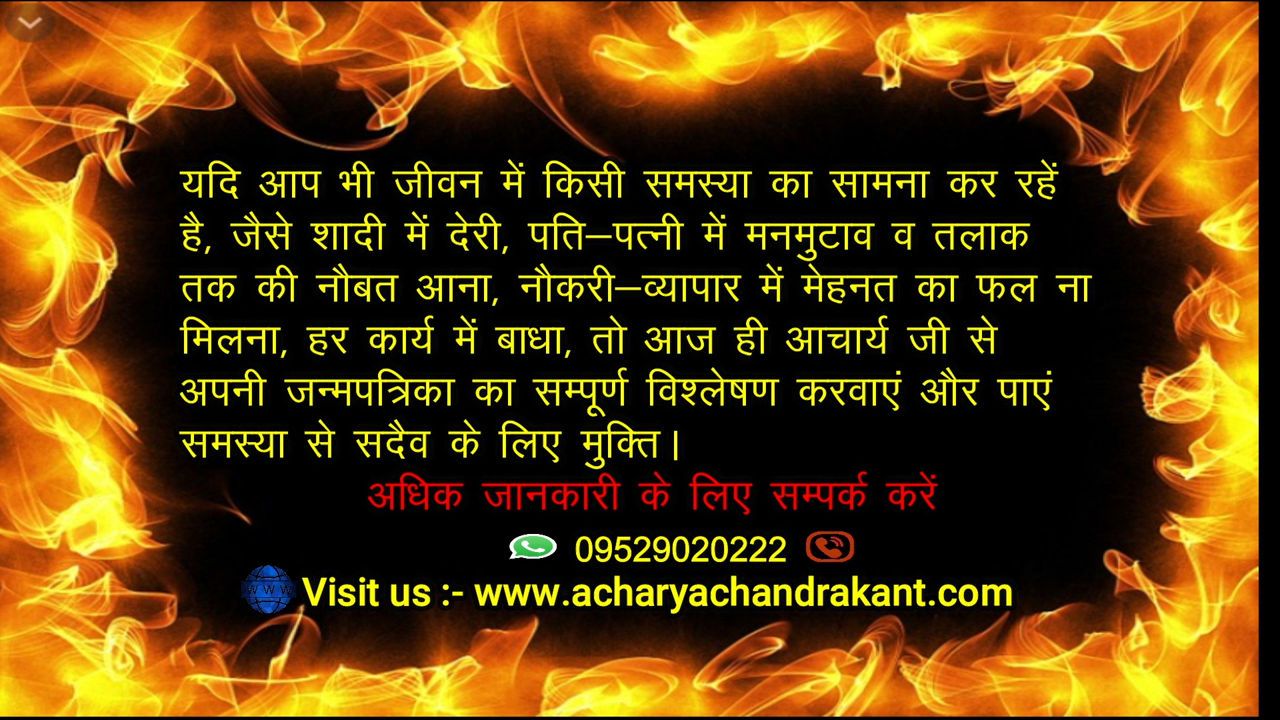 यदि आप भी जीवन में किसी समस्या का सामना कर रहें
है, जैसे शादी में देरी, पति–पत्नी में मनमुटाव व तलाक
तक की नौबत आना, नौकरी–व्यापार में मेहनत का फल ना
मिलना, हर कार्य में बाधा, तो आज ही आचार्य जी से
अपनी जन्मपत्रिका का सम्पूर्ण विश्लेषण करवाएं और पाएं
समस्या से सदैव के लिए मुक्ति।
अधिक जानकारी के लिए सम्पर्क करें
09529020222
WWW Visit us :- www.acharyachandrakant.com